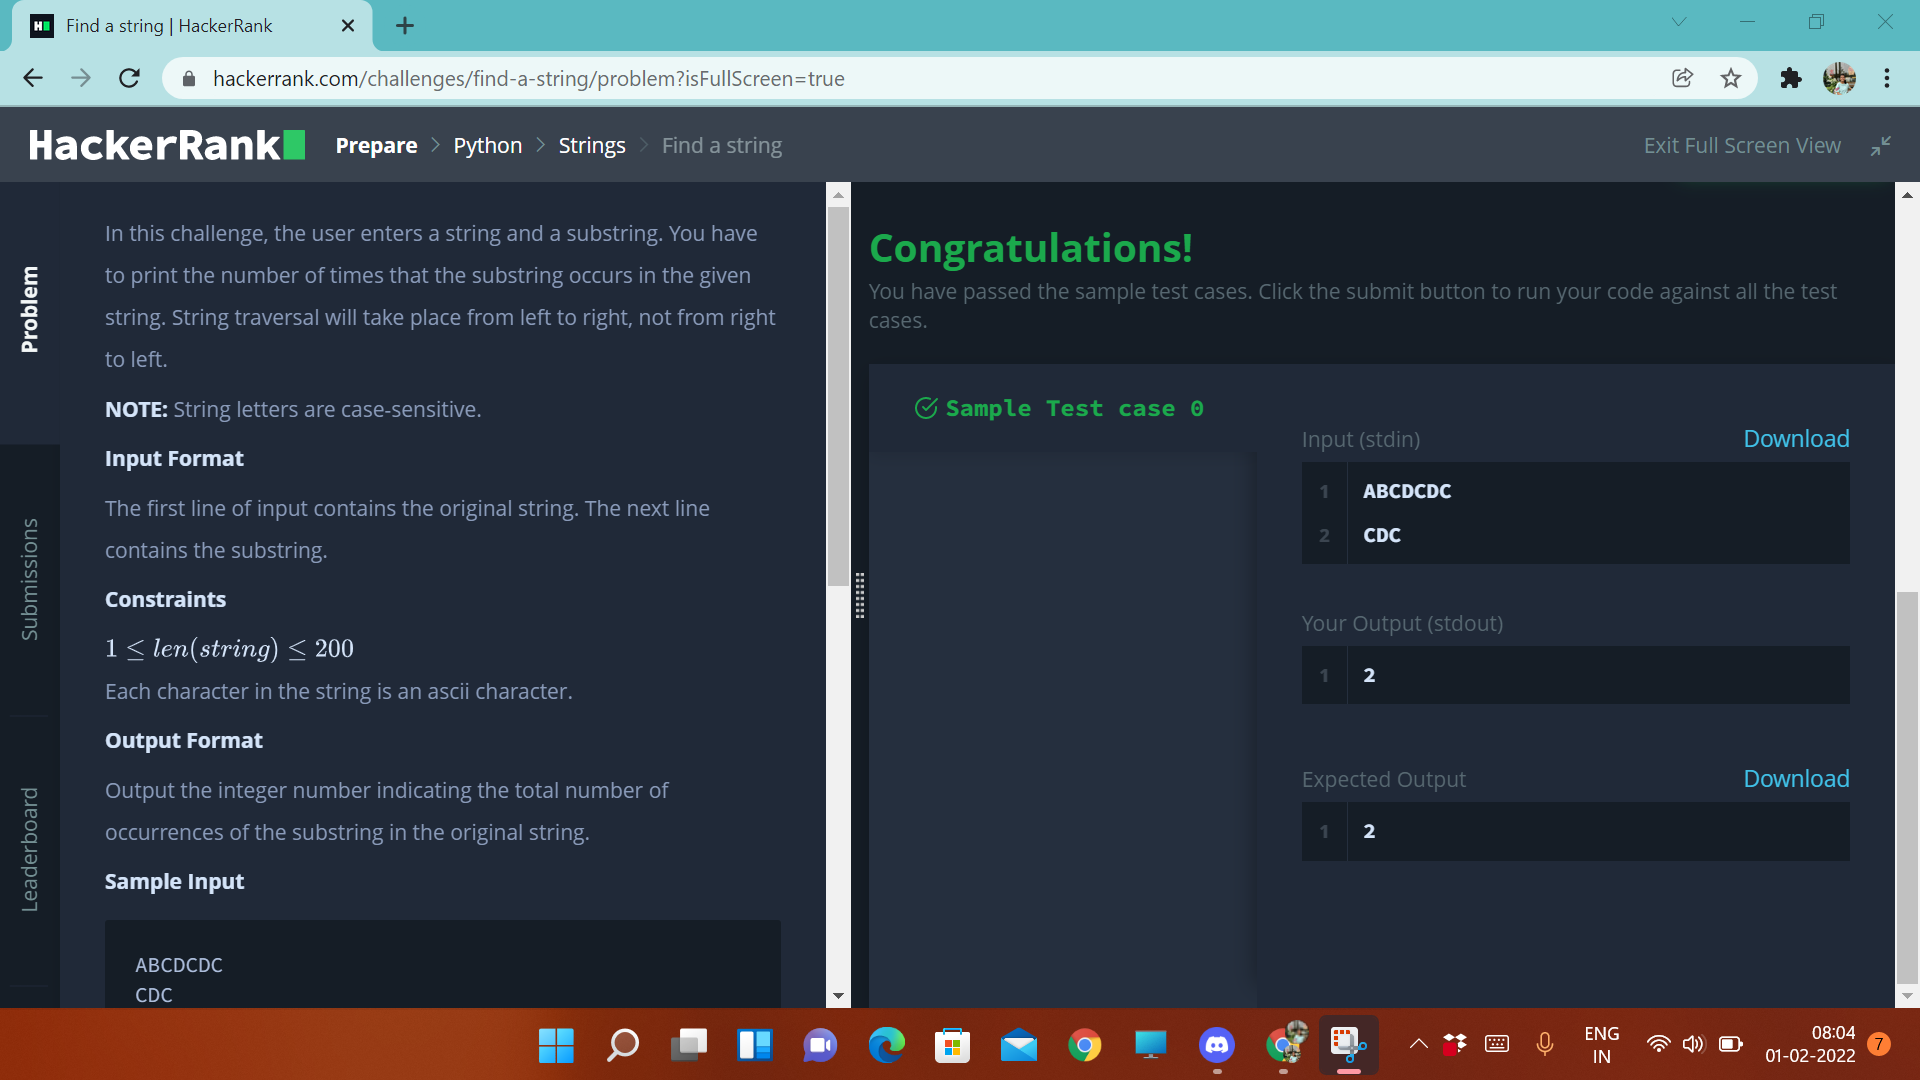 Find a string | HackerRank
hackerrank.com/challenges/find-a-string/problem?isFullScreen=true
HackerRank
Prepare > Python > Strings > Find a string
Exit Full Screen View
Problem
Submissions
Leaderboard
In this challenge, the user enters a string and a substring. You have
to print the number of times that the substring occurs in the given
string. String traversal will take place from left to right, not from right
to left.
NOTE: String letters are case-sensitive.
Input Format
The first line of input contains the original string. The next line
contains the substring.
Constraints
1 ≤ len(string) ≤ 200
Each character in the string is an ascii character.
Output Format
Output the integer number indicating the total number of
occurrences of the substring in the original string.
Sample Input
ABCDCDC
CDC
Congratulations!
You have passed the sample test cases. Click the submit button to run your code against all the test
cases.
Sample Test case 0
Input (stdin)
Download
1 ABCDCDC
2 CDC
Your Output (stdout)
1 2
Expected Output
Download
1 2
ENG
IN
08:04
01-02-2022
7